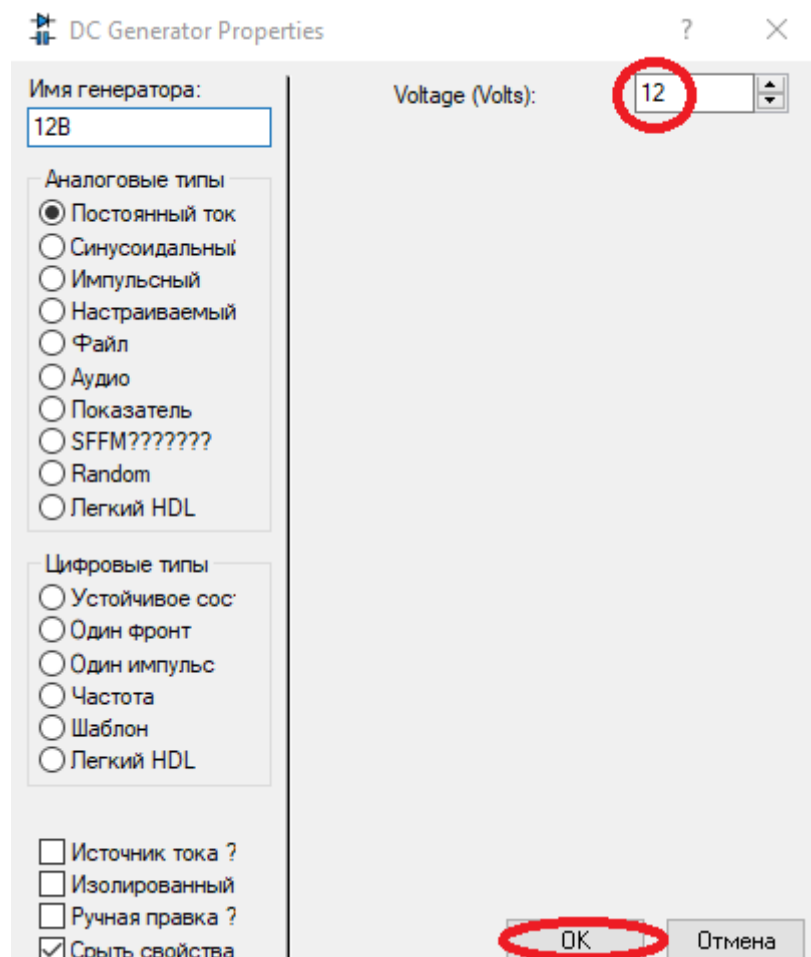 DC Generator Properties ?
Имя генератора:
12В
Аналоговые типы
Постоянный ток
Синусоидальный
Импульсный
Настраиваемый
Файл
Аудио
Показатель
SFFM???????
Random
Легкий HDL
Цифровые типы
Устойчивое сос
Один фронт
Один импульс
Частота
Шаблон
Легкий HDL
Источник тока ?
Изолированный
Ручная правка ?
Срыть свойства
Voltage (Volts): 12
OK Отмена